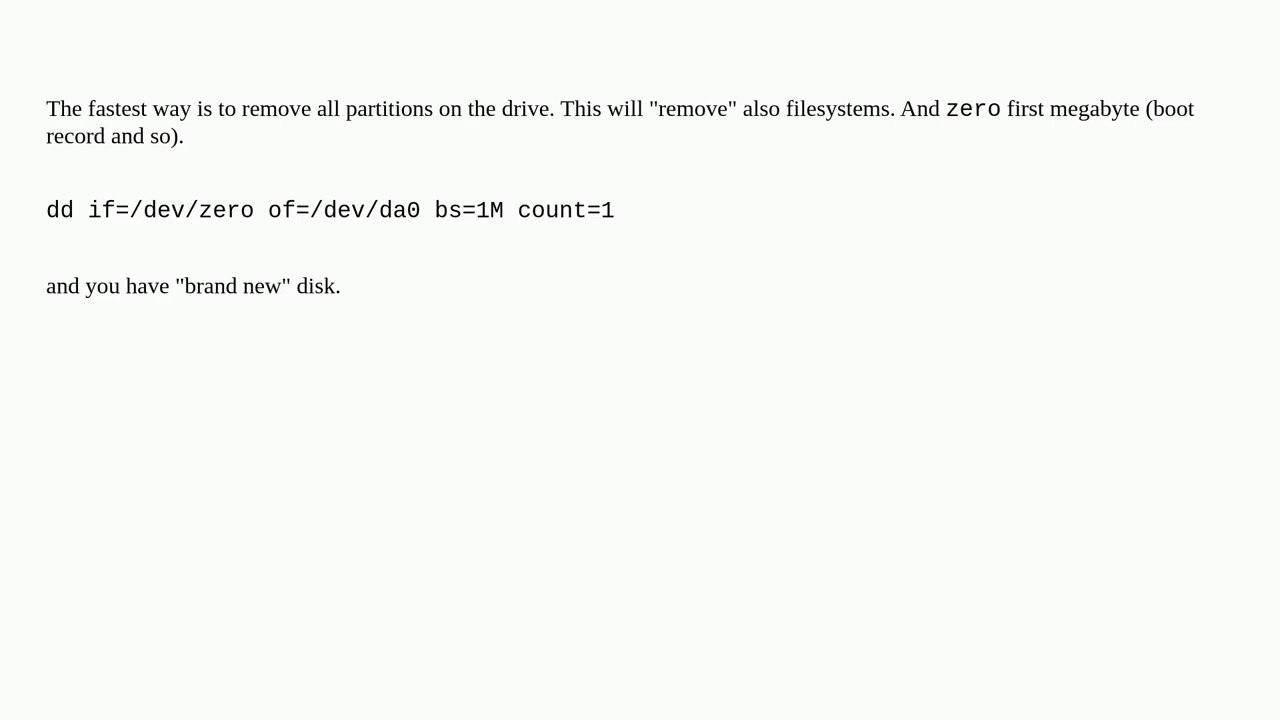 The fastest way is to remove all partitions on the drive. This will "remove" also filesystems. And zero first megabyte (boot
record and so).
dd if=/dev/zero of=/dev/da0 bs=1M count=1
and you have "brand new" disk.